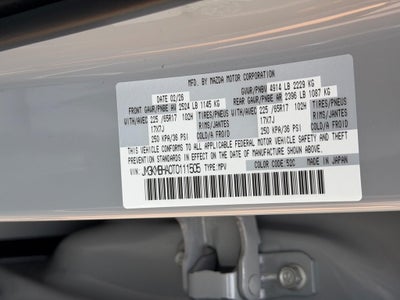 MFD. BY MAZDA MOTOR CORPORATION
DATE 02/26 GVWR/PNBV 4914 LB 2229 KG
FRONT GAWR/PNBE AV 2524 LB 1145 KG REAR GAWR/PNBE AR 2396 LB 1087 KG
WITH/AVEC 225/65R17 102H TIRES/PNEUS WITH/AVEC 225/65R17 102H TIRES/PNEUS
17X7J RIMS/JANTES 17X7J RIMS/JANTES
250 KPA/36 PSI COLD/A FROID 250 KPA/36 PSI COLD/A FROID
THIS VEHICLE CONFORMS TO ALL APPLICABLE FEDERAL MOTOR VEHICLE
SAFETY STANDARDS IN EFFECT ON THE DATE OF MANUFACTURE SHOWN ABOVE.
VIN: TYPE: MPV COLOR CODE: 52C MADE IN JAPAN